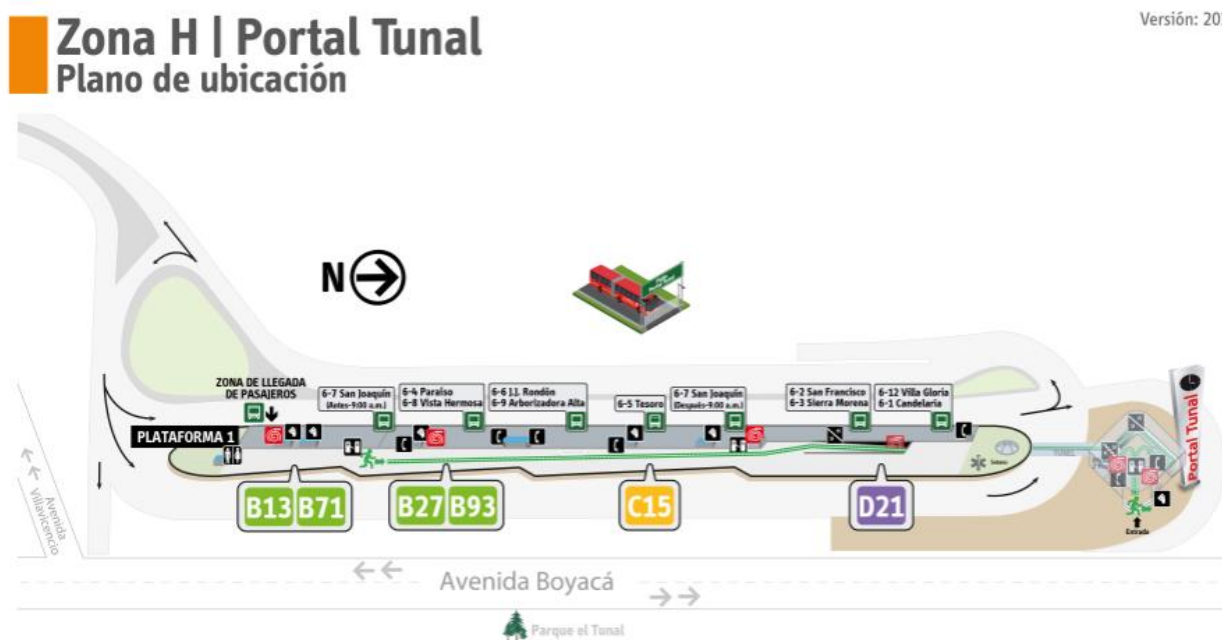 Zona H | Portal Tunal
Plano de ubicación
Versión: 20
N
ZONA DE LLEGADA
DE PASAJEROS
6-7 San Joaquín
(Antes-9:00 a.m.)
6-4 Paraíso
6-8 Vista Hermosa
6-6 J.J. Rondón
6-9 Arborizadora Alta
6-5 Tesoro
6-7 San Joaquín
(Después-9:00 a.m.)
6-2 San Francisco
6-3 Sierra Morena
6-12 Villa Gloria
6-1 Candelaria
PLATAFORMA 1
TUNEL
Portal Tunal
B13 B71
B27 B93
C15
D21
Entrada
Avenida
Villavicencio
Avenida Boyacá
Parque el Tunal